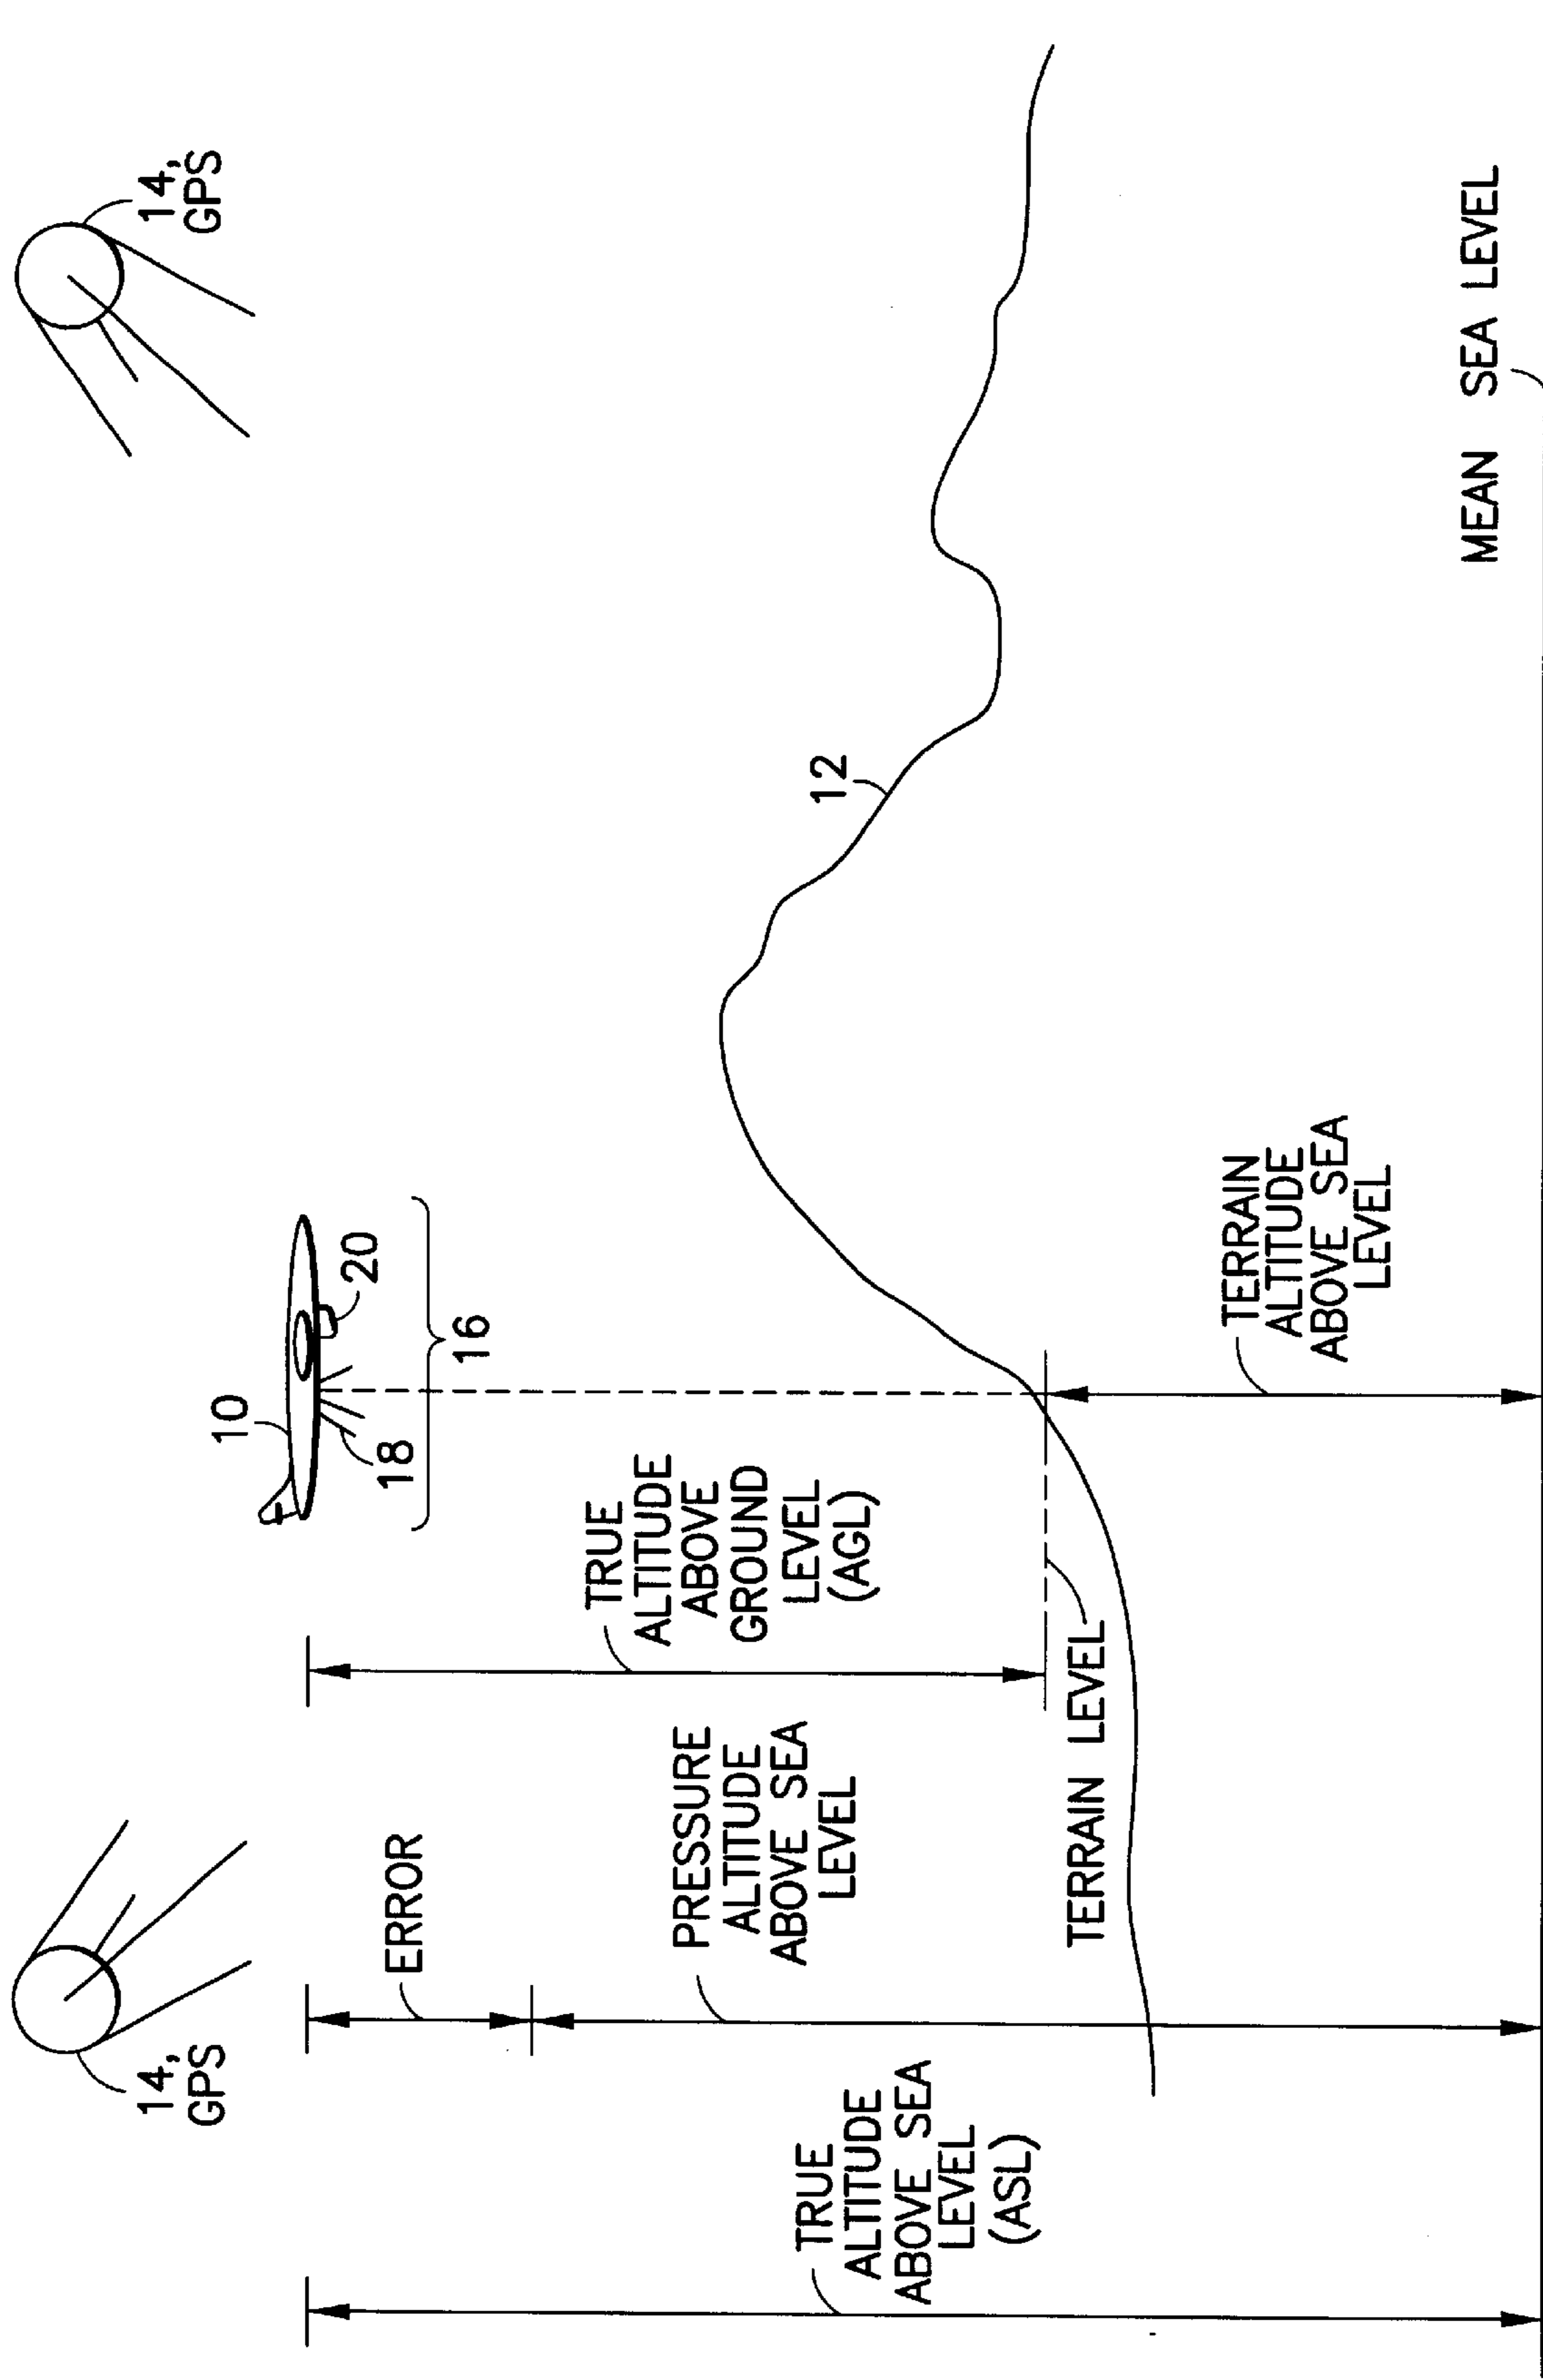 14,
GPS
14,
GPS
10
18
20
16
ERROR
TRUE
ALTITUDE
ABOVE
GROUND
LEVEL
(AGL)
PRESSURE
ALTITUDE
ABOVE SEA
LEVEL
TRUE
ALTITUDE
ABOVE SEA
LEVEL
(ASL)
12
TERRAIN LEVEL
TERRAIN
ALTITUDE
ABOVE SEA
LEVEL
MEAN SEA LEVEL